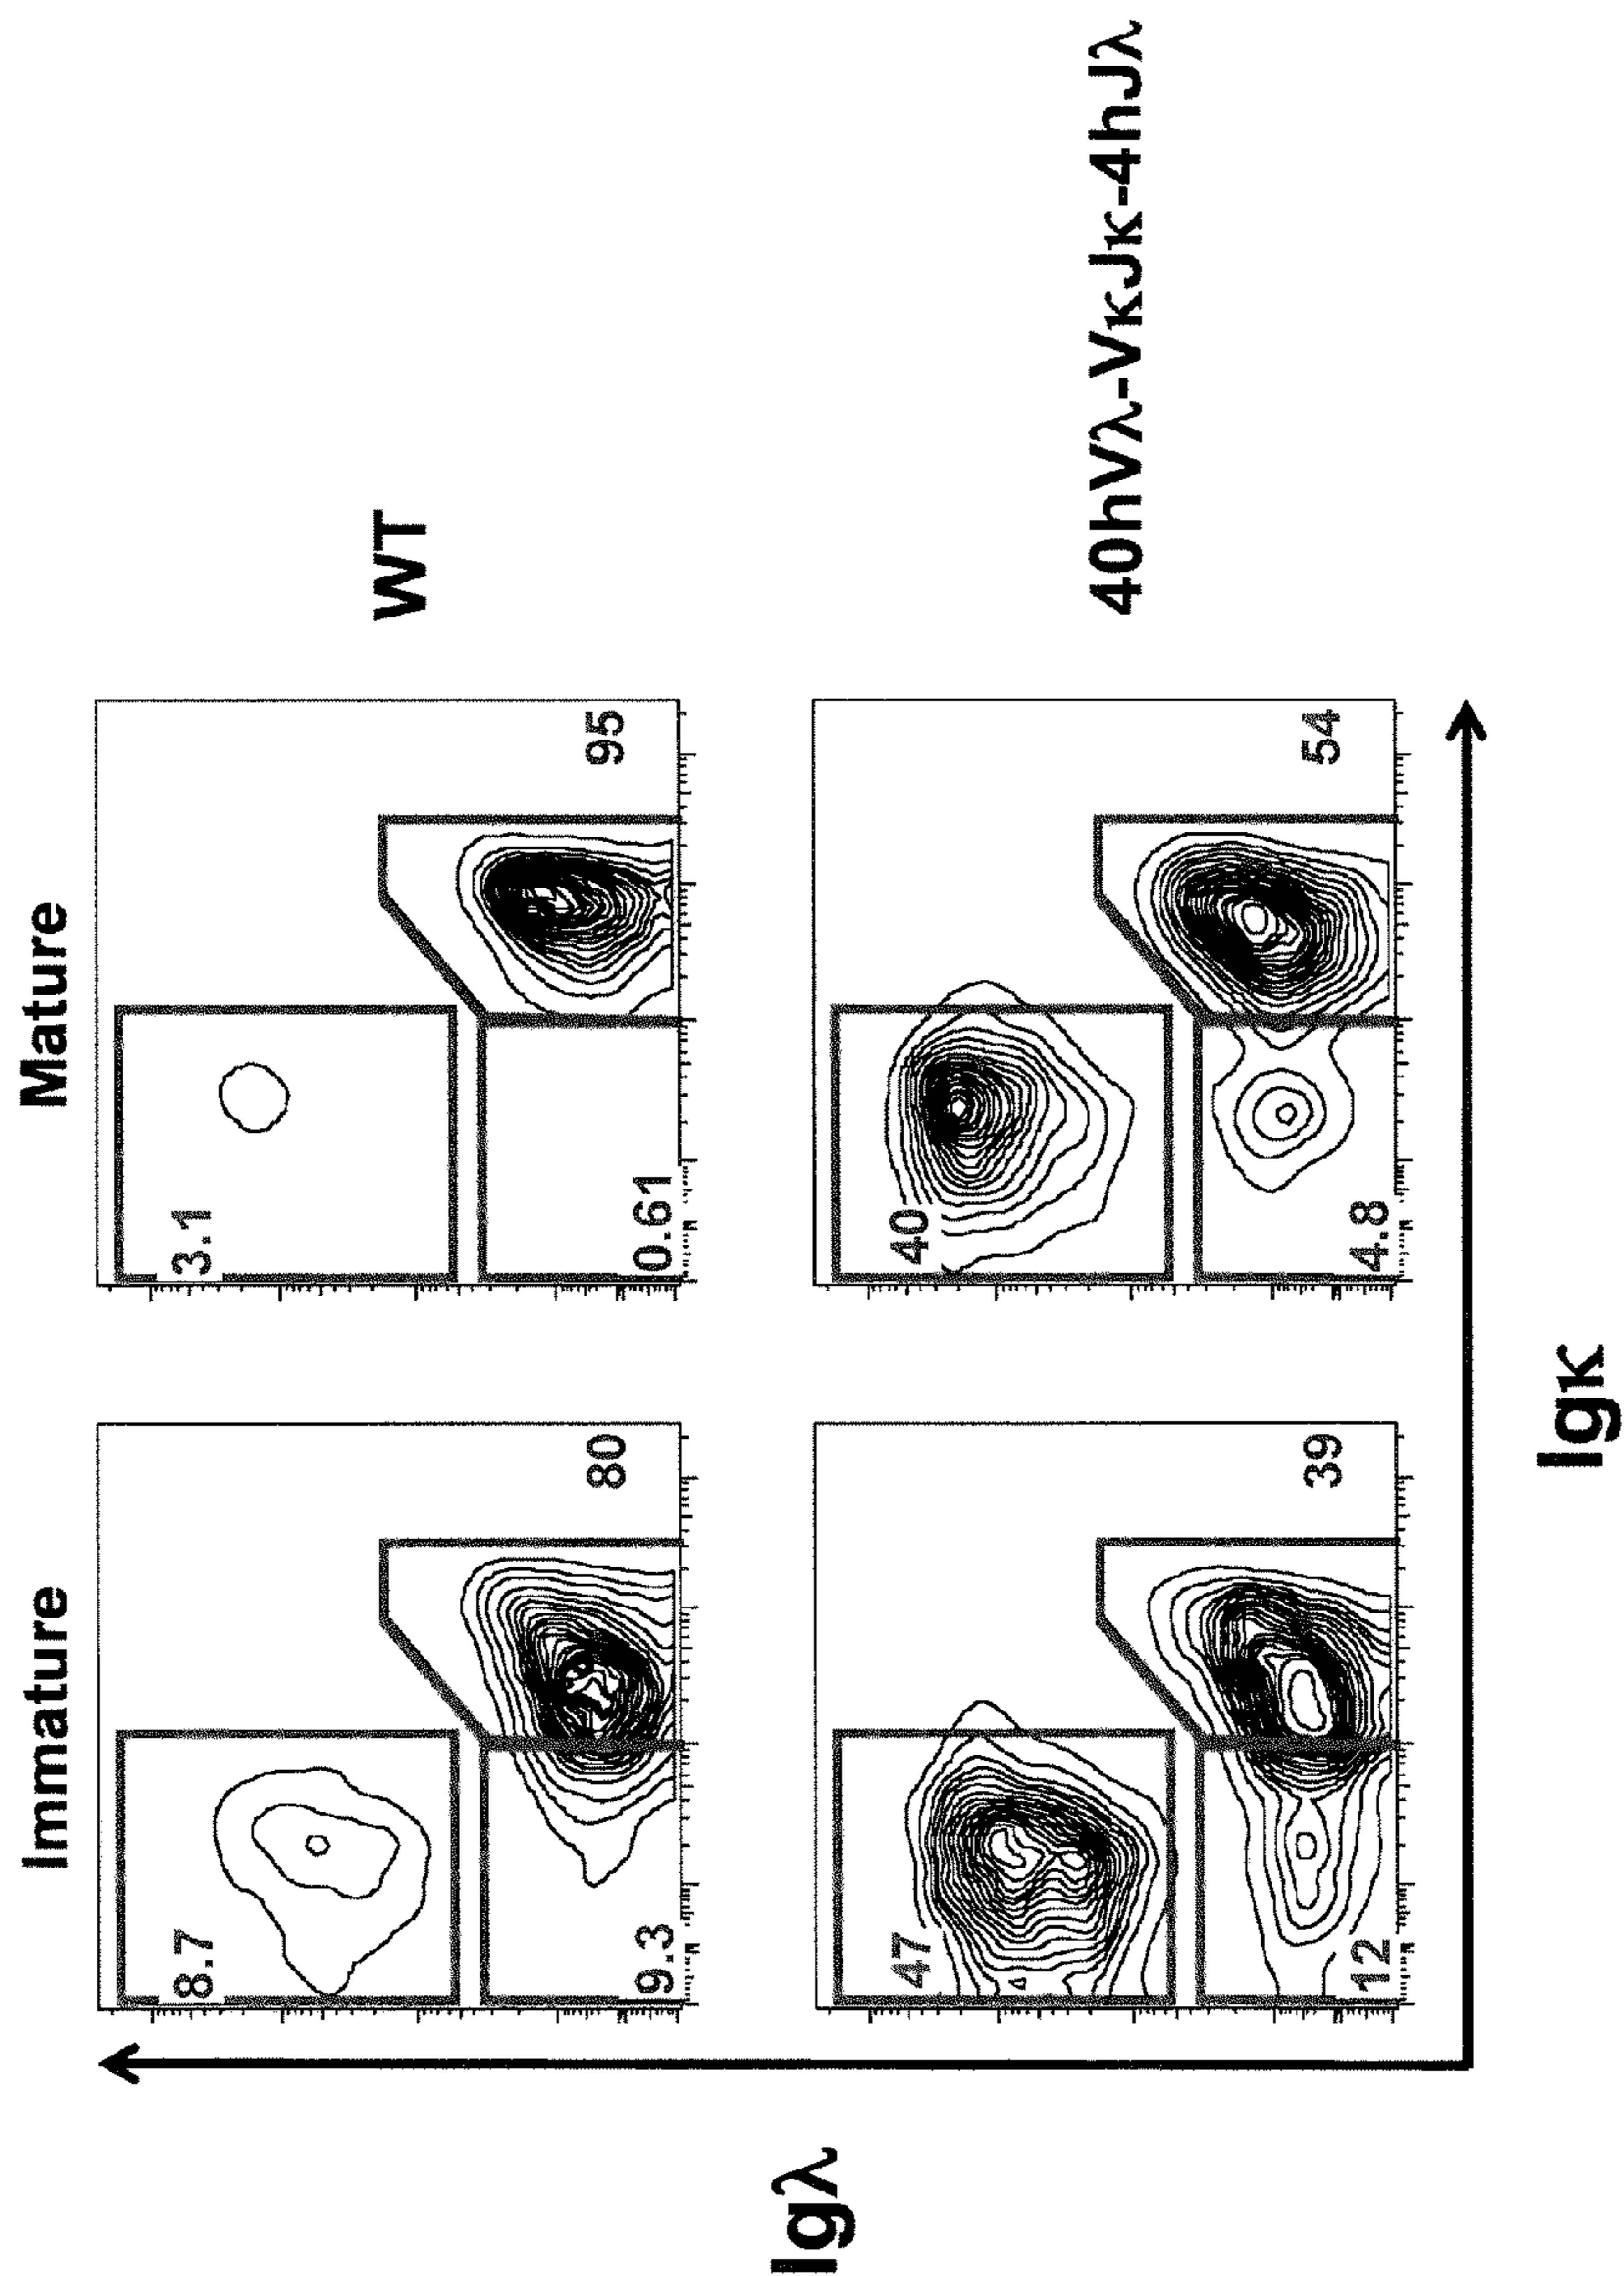 Immature
Mature
8.7
80
9.3
3.1
95
0.61
WT
47
39
12
40
54
4.8
40hVλ-VκJκ-4hJλ
Igλ
Igκ